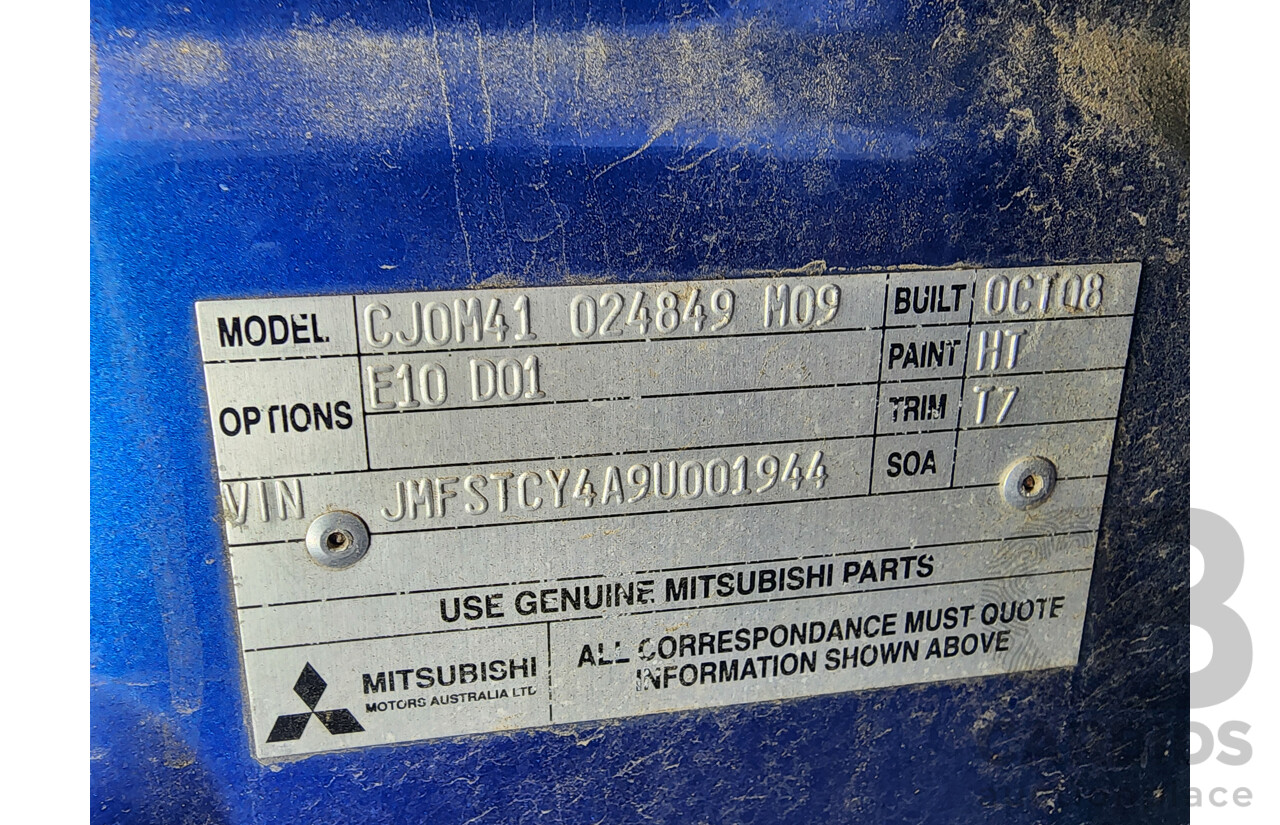 MODEL CJ0M41 024849 M09 BUILT OCT08
OPTIONS E10 D01 PAINT HT
TRIM T7
VIN JMFSTCY4A9U001944 SOA
USE GENUINE MITSUBISHI PARTS
MITSUBISHI
MOTORS AUSTRALIA LTD
ALL CORRESPONDANCE MUST QUOTE
INFORMATION SHOWN ABOVE